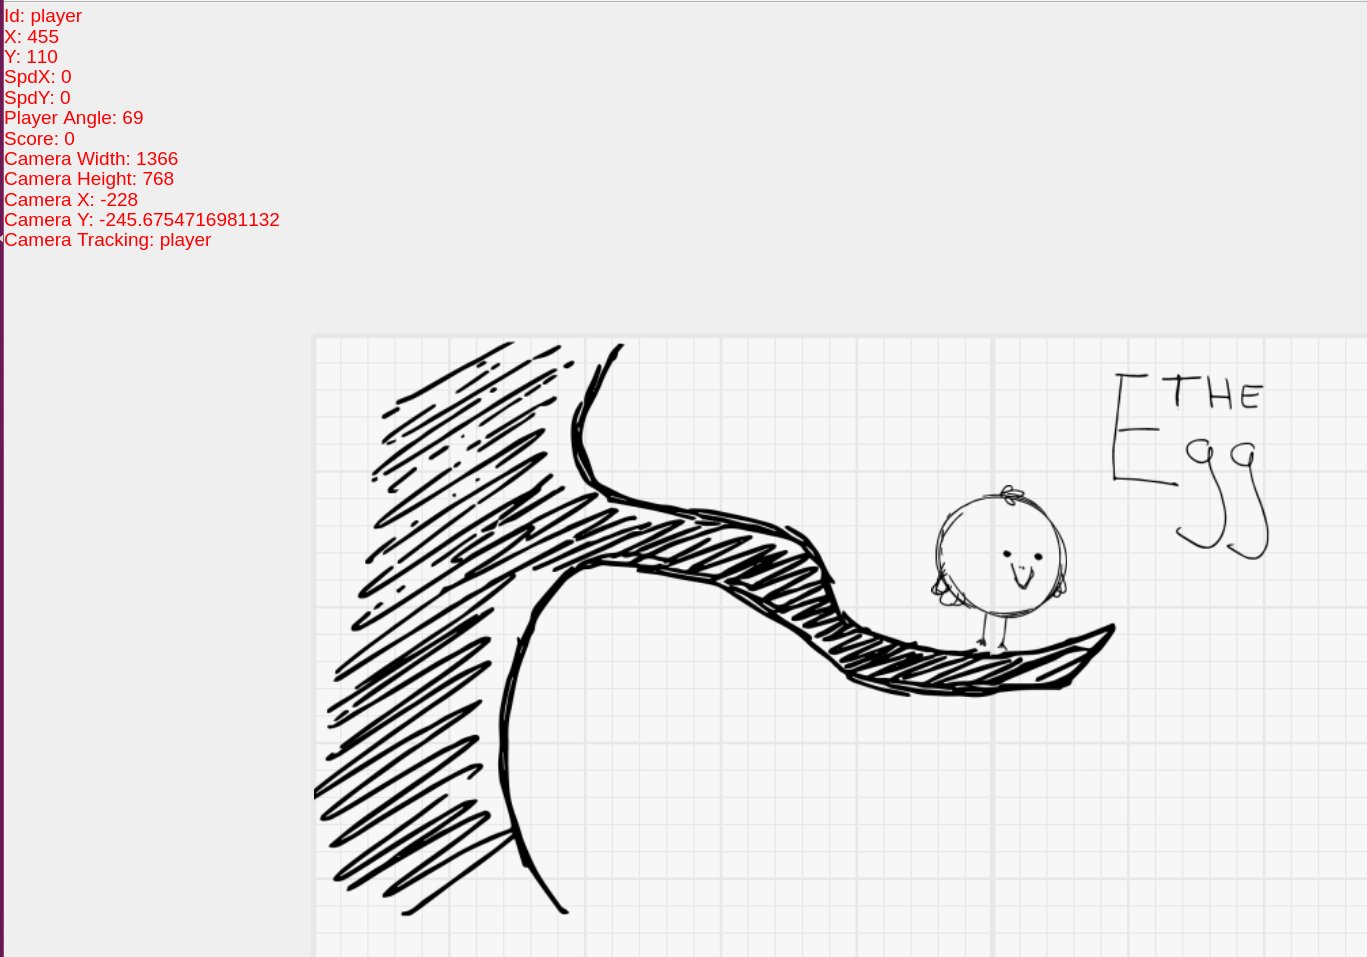 Id: player
X: 455
Y: 110
SpdX: 0
SpdY: 0
Player Angle: 69
Score: 0
Camera Width: 1366
Camera Height: 768
Camera X: -228
Camera Y: -245.6754716981132
Camera Tracking: player
THE
Egg